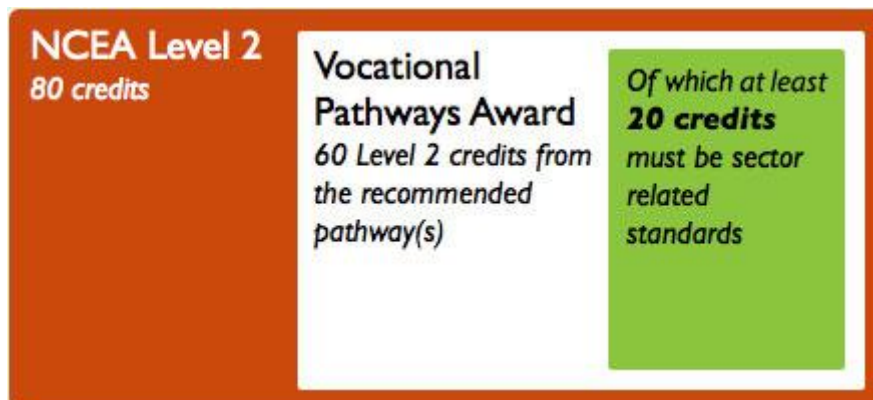 NCEA Level 2
80 credits
Vocational
Pathways Award
60 Level 2 credits from
the recommended
pathway(s)
Of which at least
20 credits
must be sector
related
standards